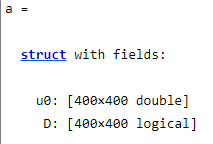 a =
struct with fields:
u0: [400×400 double]
D: [400×400 logical]